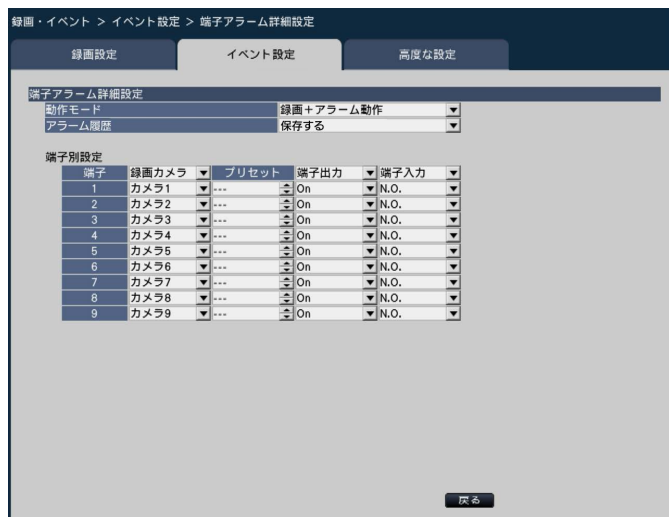 録画・イベント > イベント設定 > 端子アラーム詳細設定
録画設定 イベント設定 高度な設定
端子アラーム詳細設定
動作モード 録画+アラーム動作
アラーム履歴 保存する
端子別設定
端子 録画カメラ プリセット 端子出力 端子入力
1 カメラ1 --- On N.O.
2 カメラ2 --- On N.O.
3 カメラ3 --- On N.O.
4 カメラ4 --- On N.O.
5 カメラ5 --- On N.O.
6 カメラ6 --- On N.O.
7 カメラ7 --- On N.O.
8 カメラ8 --- On N.O.
9 カメラ9 --- On N.O.
戻る